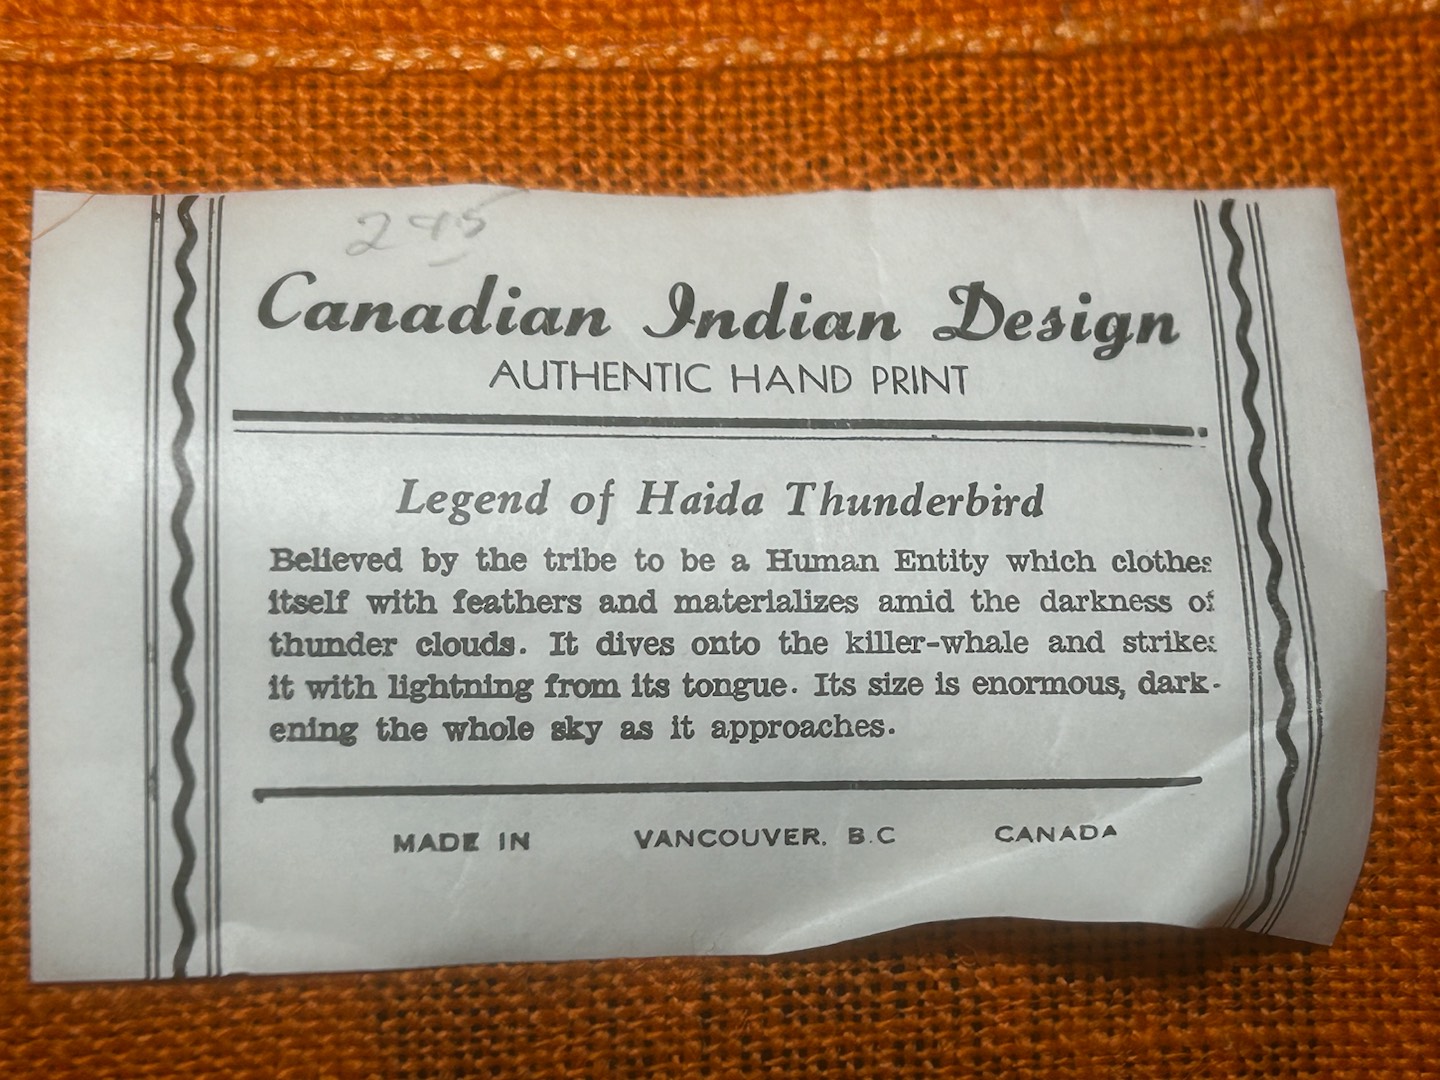 295
Canadian Indian Design
AUTHENTIC HAND PRINT
Legend of Haida Thunderbird
Believed by the tribe to be a Human Entity which clothes
itself with feathers and materializes amid the darkness of
thunder clouds. It dives onto the killer-whale and strikes
it with lightning from its tongue. Its size is enormous, dark-
ening the whole sky as it approaches.
MADE IN VANCOUVER, B.C CANADA